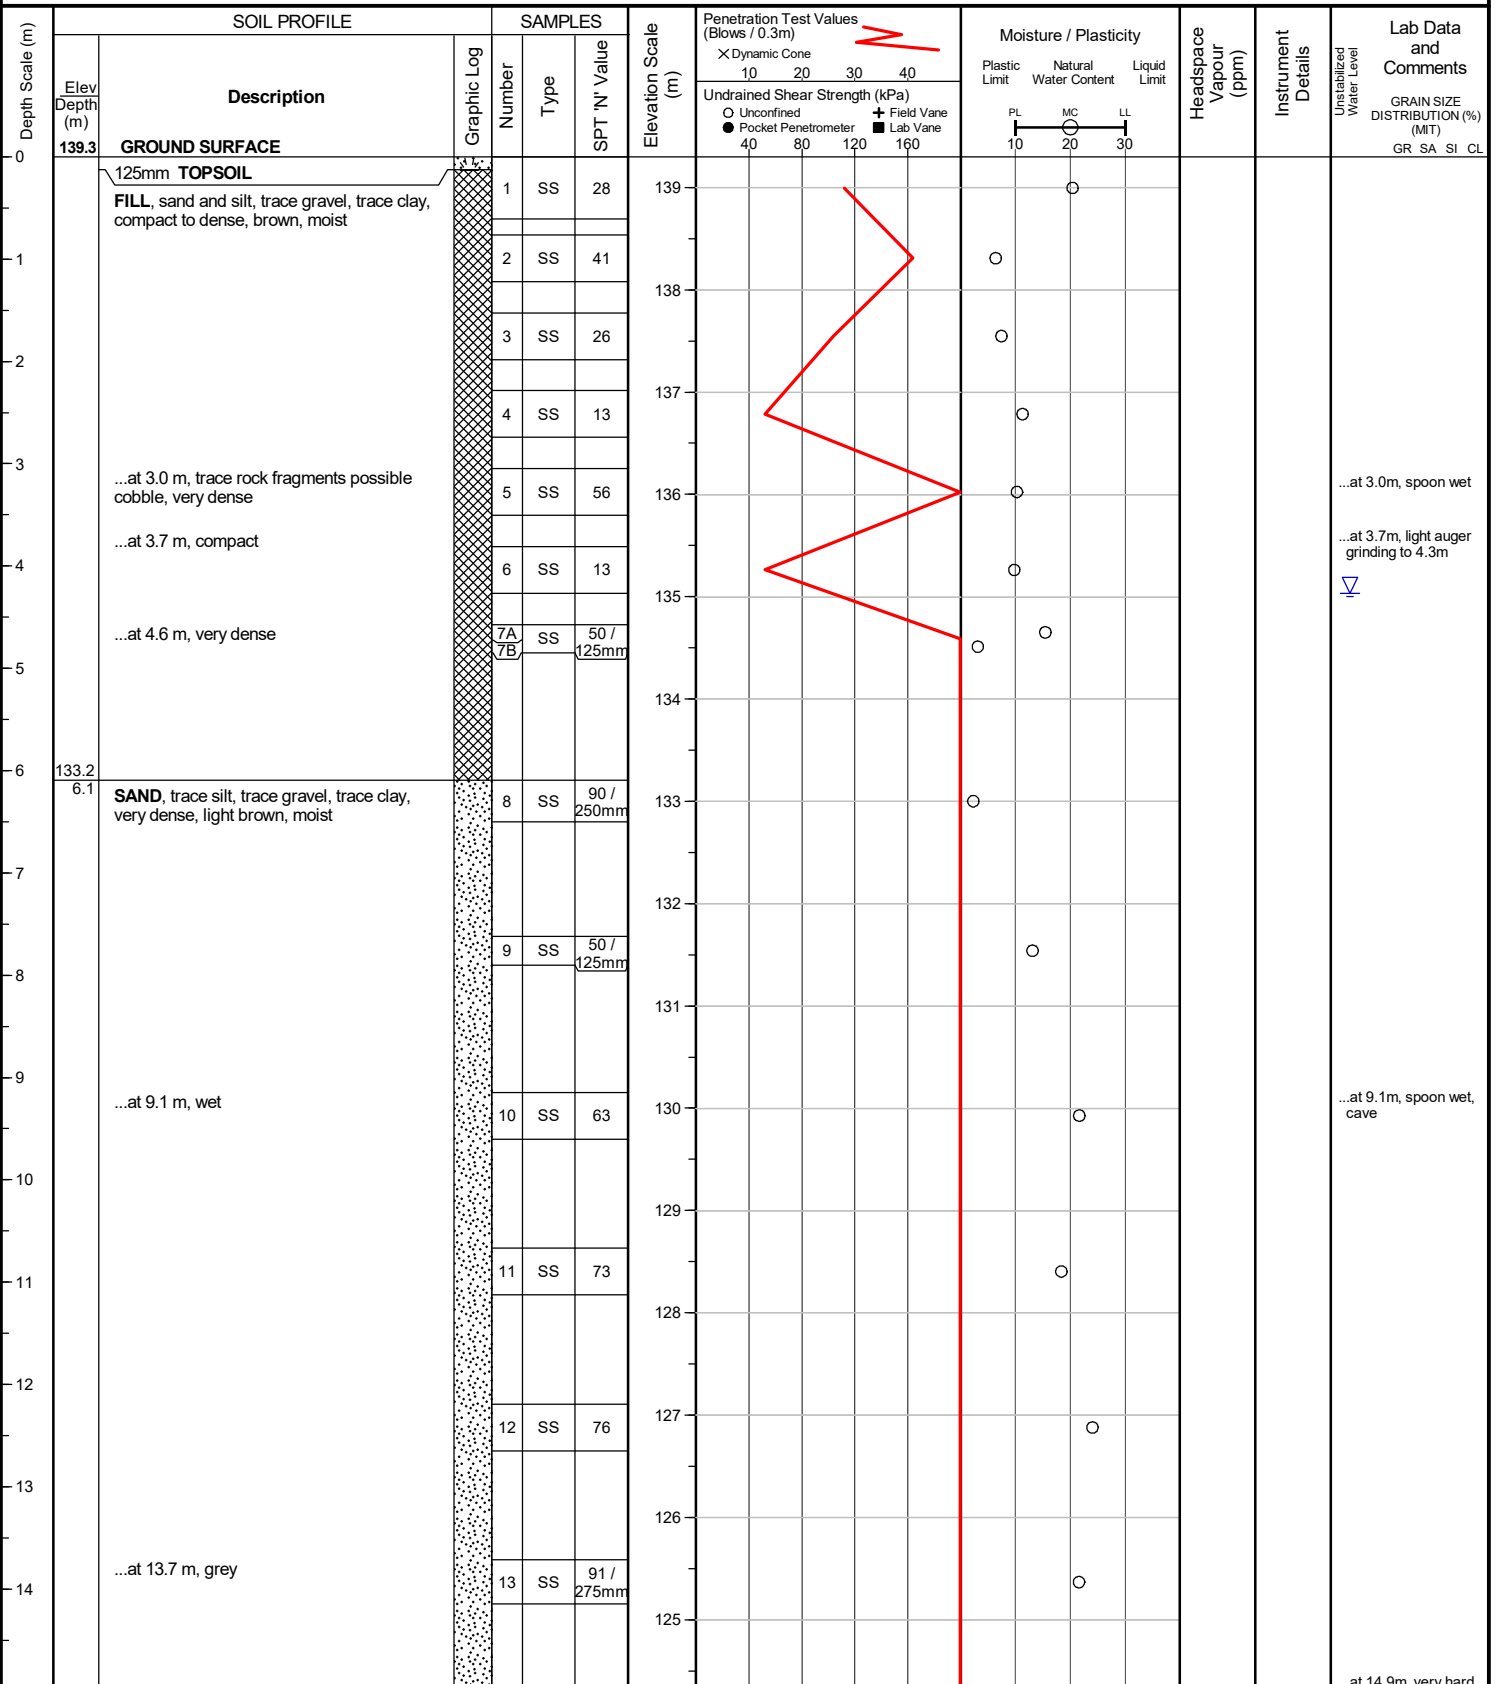 SOIL PROFILE
SAMPLES
Depth Scale (m)
Elev
Depth
(m)
Description
Graphic Log
Number
Type
SPT 'N' Value
Elevation Scale
(m)
Penetration Test Values
(Blows / 0.3m)
Dynamic Cone
10 20 30 40
Undrained Shear Strength (kPa)
Unconfined
Field Vane
Pocket Penetrometer
Lab Vane
40 80 120 160
Moisture / Plasticity
Plastic
Limit
Natural
Water Content
Liquid
Limit
PL MC LL
10 20 30
Headspace
Vapour
(ppm)
Instrument
Details
Unstabilized
Water Level
Lab Data
and
Comments
GRAIN SIZE
DISTRIBUTION (%)
(MIT)
GR SA SI CL
139.3 GROUND SURFACE
0
125mm TOPSOIL
FILL, sand and silt, trace gravel, trace clay,
compact to dense, brown, moist
1 SS 28
139
1
2 SS 41
138
3 SS 26
2
137
4 SS 13
3
...at 3.0 m, trace rock fragments possible
cobble, very dense
5 SS 56
136
...at 3.0m, spoon wet
...at 3.7 m, compact
...at 3.7m, light auger
grinding to 4.3m
4
6 SS 13
135
...at 4.6 m, very dense
7A
7B
SS
50 /
125mm
5
134
6
133.2
6.1
SAND, trace silt, trace gravel, trace clay,
very dense, light brown, moist
8 SS
90 /
250mm
133
7
132
9 SS
50 /
125mm
8
131
9
...at 9.1 m, wet
10 SS 63
130
...at 9.1m, spoon wet,
cave
10
129
11
11 SS 73
128
12
12 SS 76
127
13
126
...at 13.7 m, grey
13 SS
91 /
275mm
14
125
at 14.9m, very hard